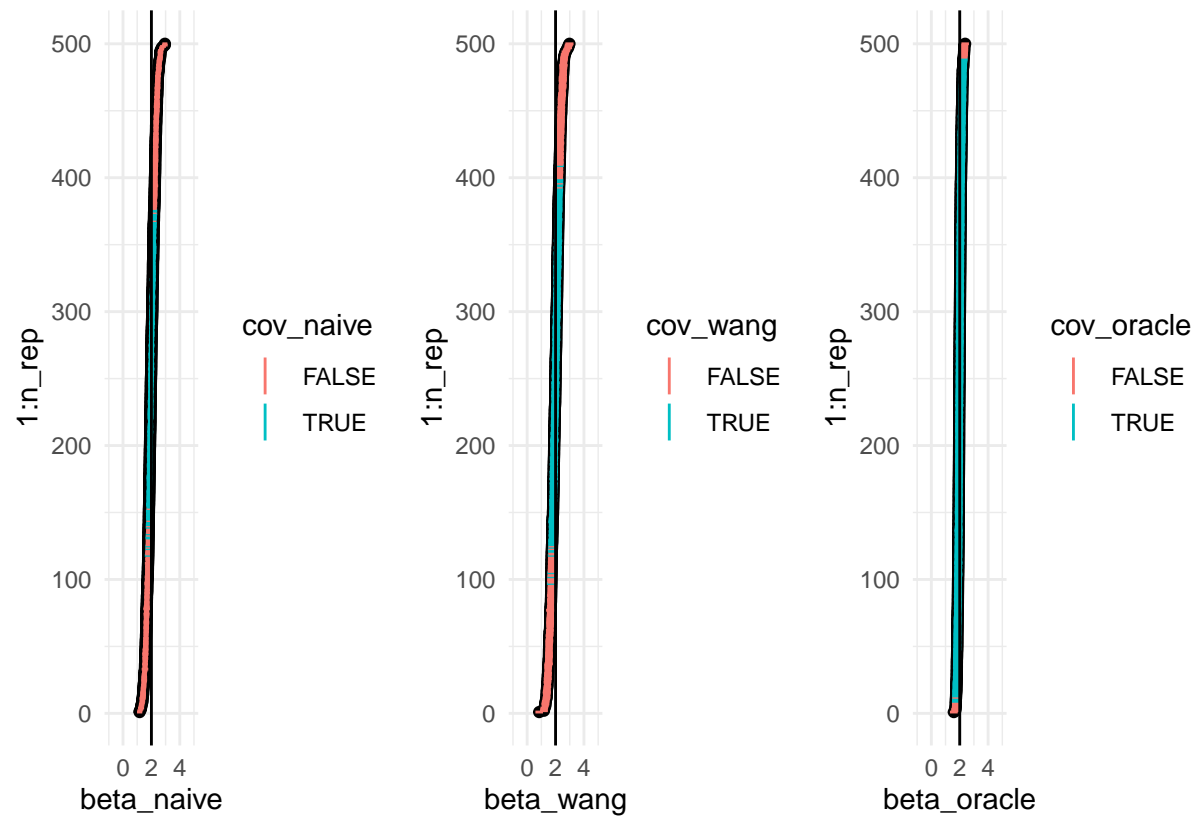 500
400
300
200
100
0
1:n_rep
0 2 4
beta_naive
cov_naive
FALSE
TRUE
500
400
300
200
100
0
1:n_rep
0 2 4
beta_wang
cov_wang
FALSE
TRUE
500
400
300
200
100
0
1:n_rep
0 2 4
beta_oracle
cov_oracle
FALSE
TRUE